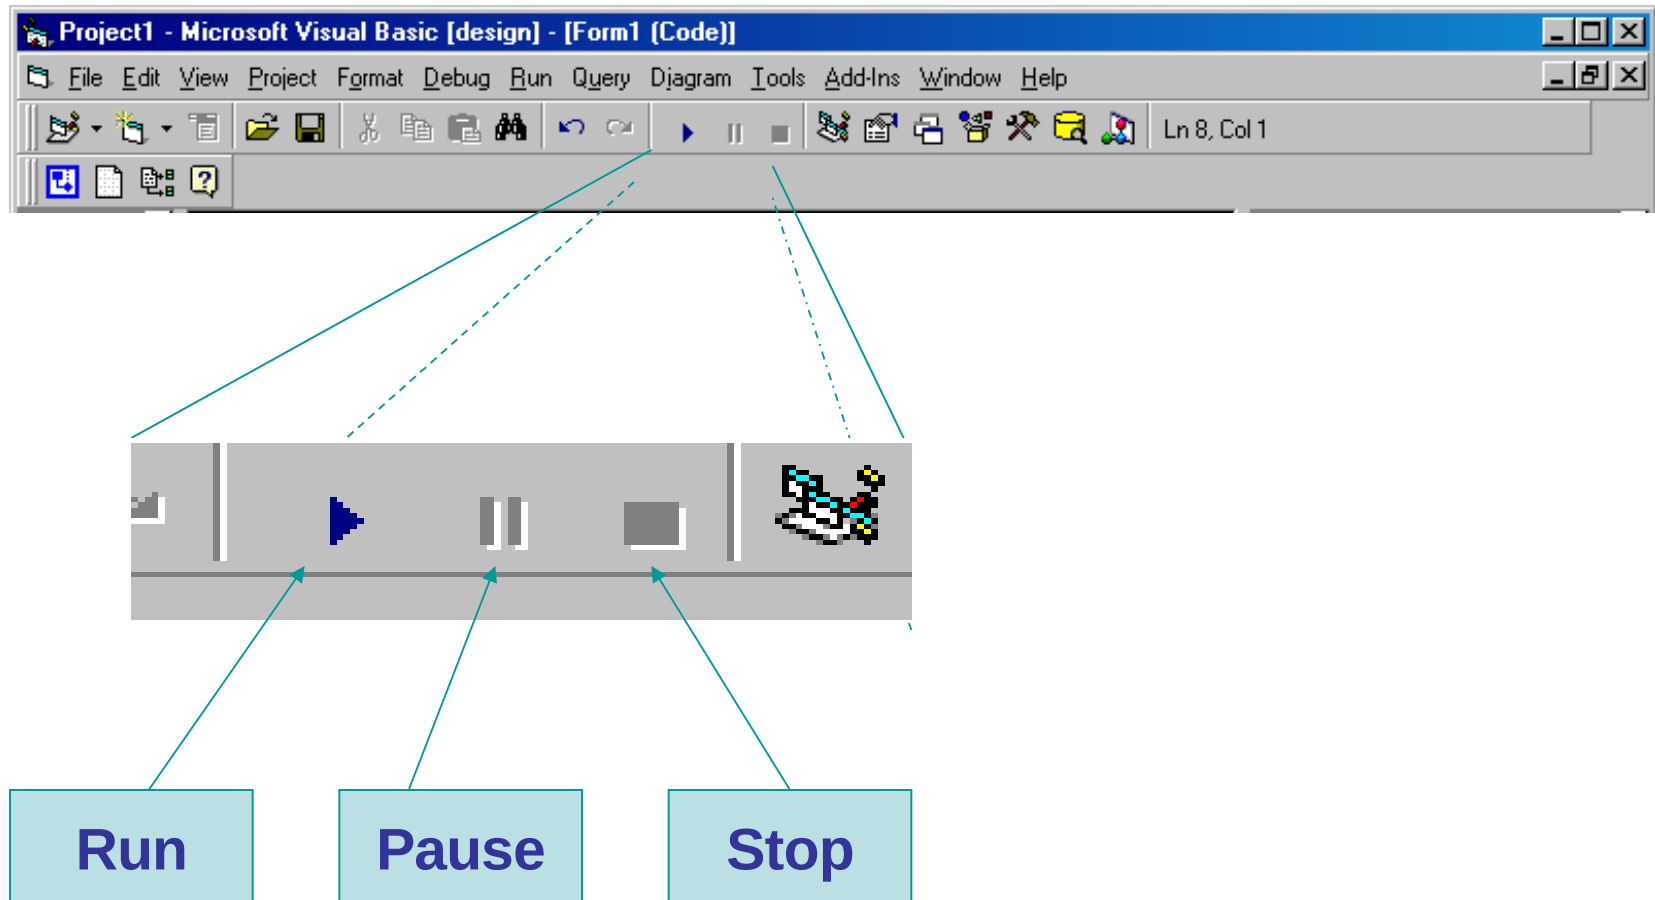 Project1 - Microsoft Visual Basic [design] - [Form1 (Code)]
File Edit View Project Format Debug Run Query Diagram Tools Add-Ins Window Help
Ln 8, Col 1
Run Pause Stop